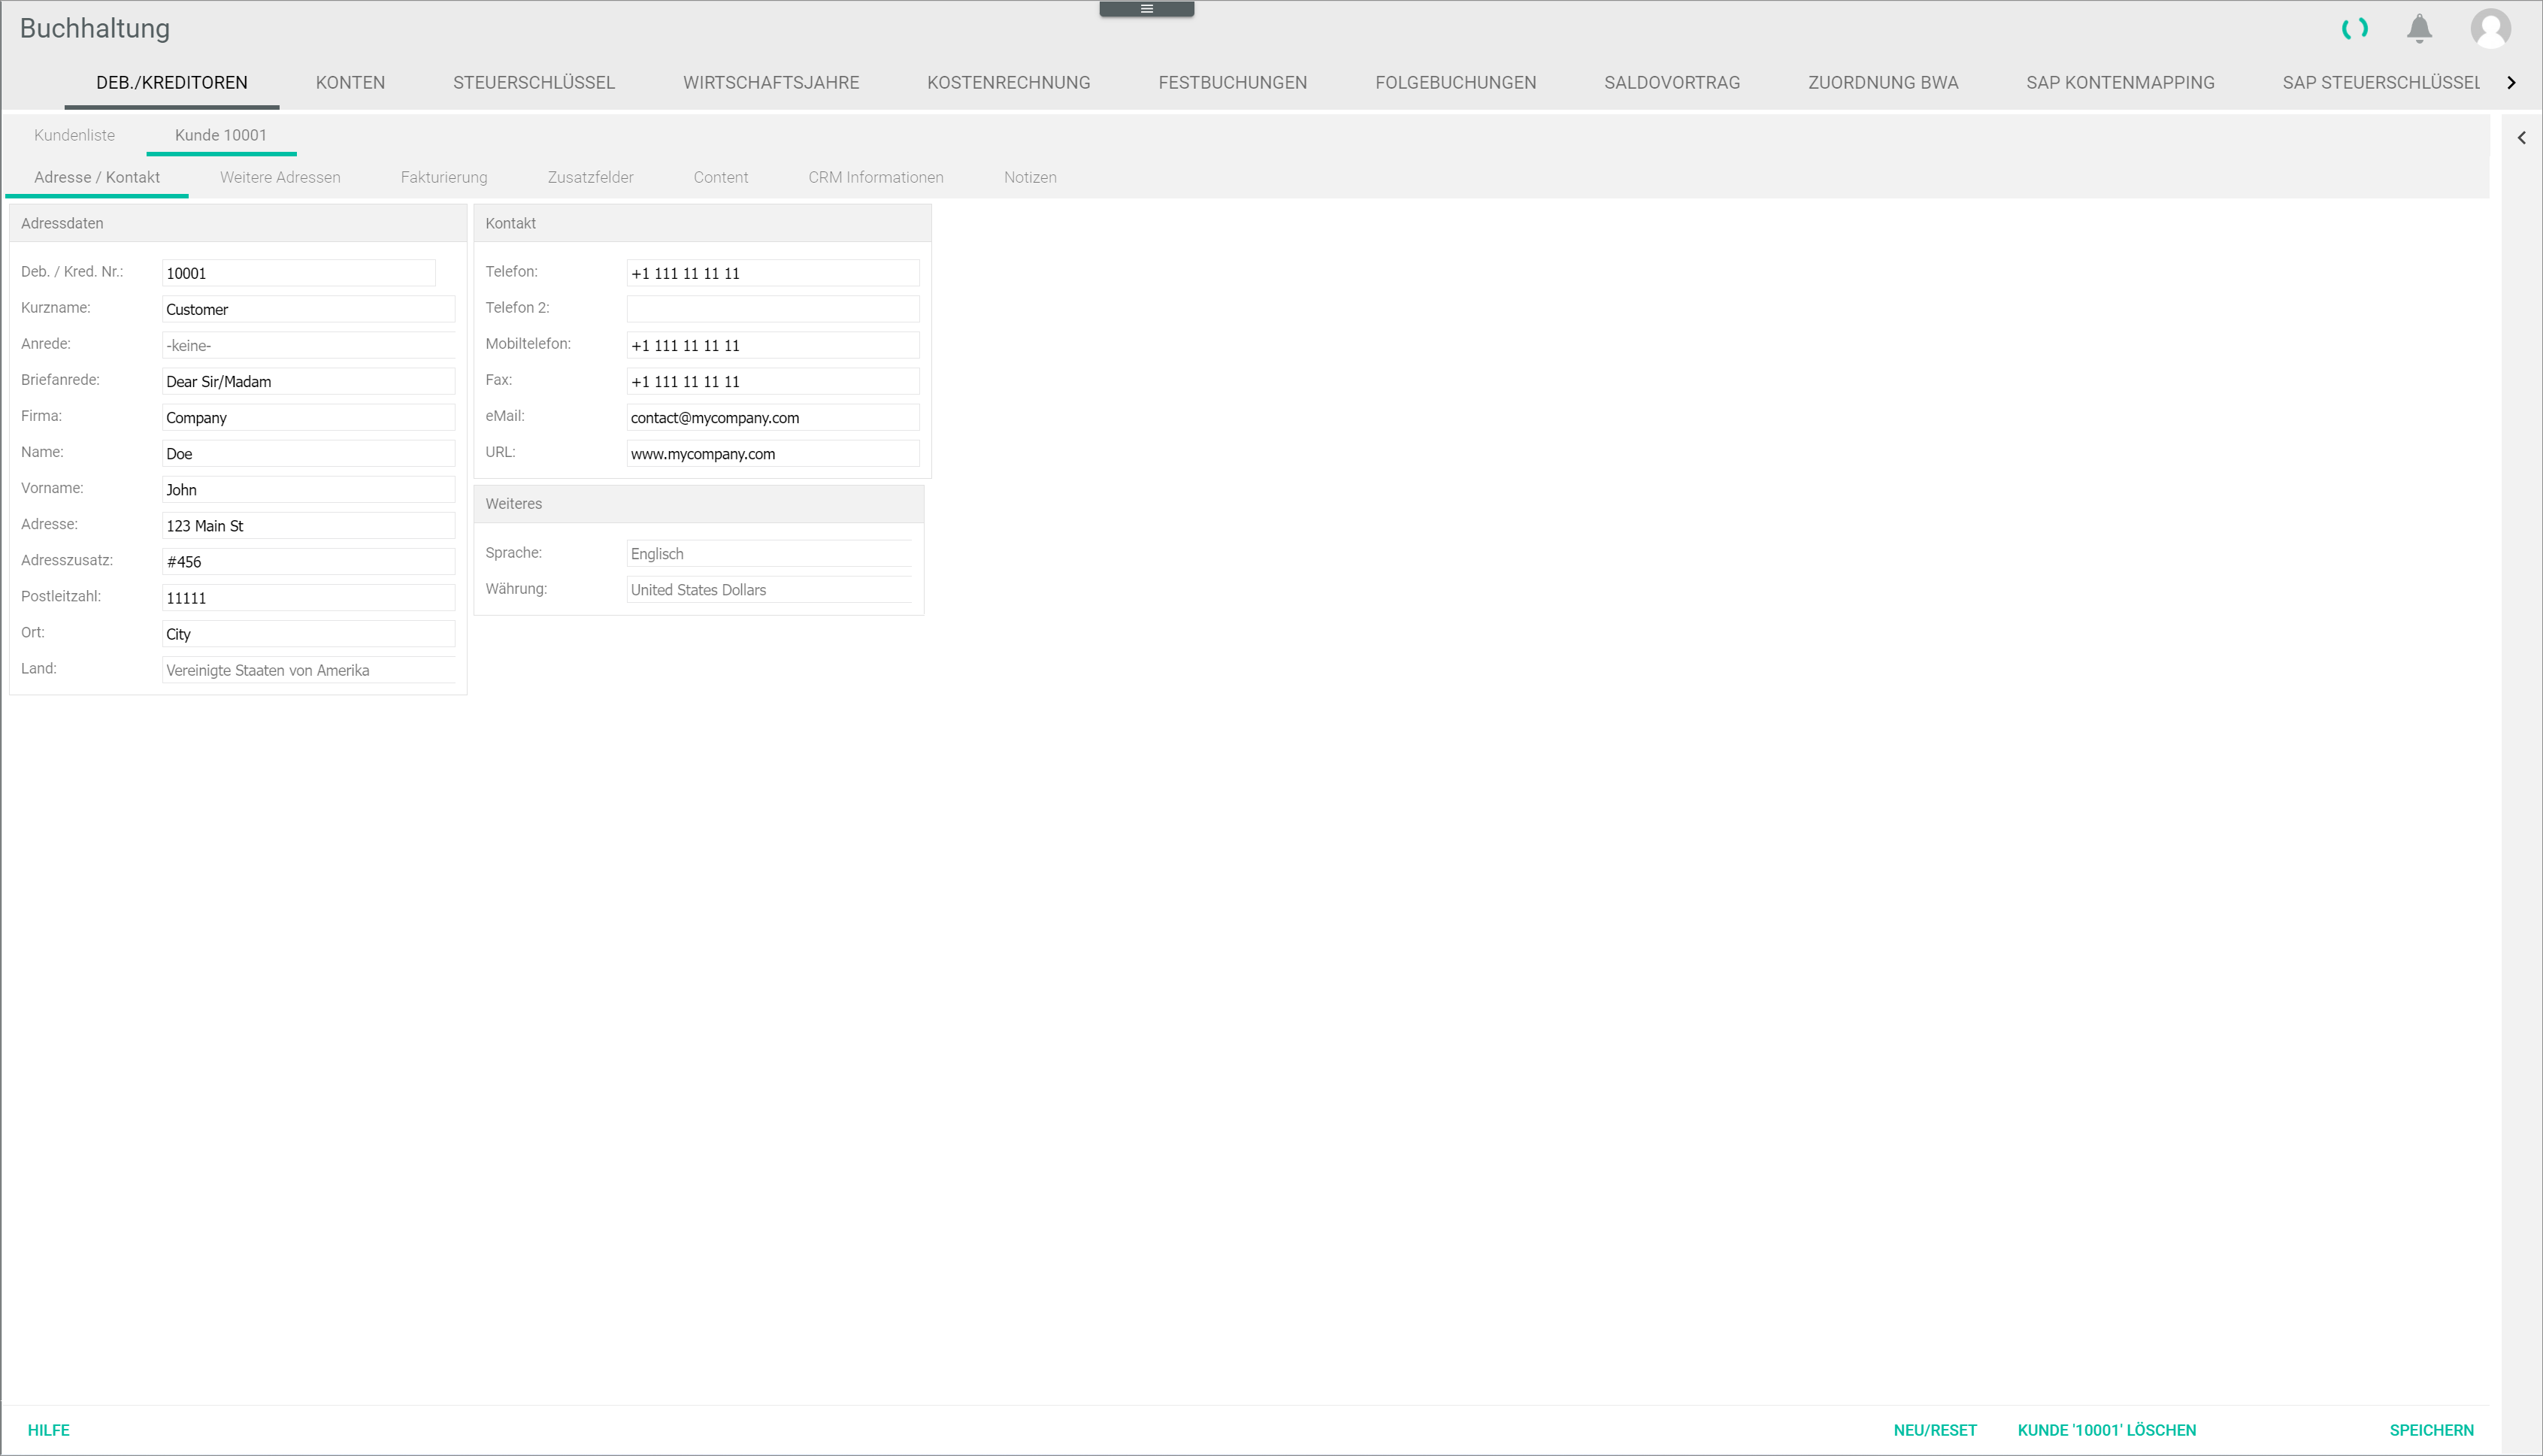 Buchhaltung
DEB./KREDITOREN KONTEN STEUERSCHLÜSSEL WIRTSCHAFTSJAHRE KOSTENRECHNUNG FESTBUCHUNGEN FOLGEBUCHUNGEN SALDOVORTRAG ZUORDNUNG BWA SAP KONTENMAPPING SAP STEUERSCHLÜSSEL
Kundenliste Kunde 10001
Adresse / Kontakt Weitere Adressen Fakturierung Zusatzfelder Content CRM Informationen Notizen
Adressdaten
Deb. / Kred. Nr.: 10001
Kurzname: Customer
Anrede: -keine-
Briefanrede: Dear Sir/Madam
Firma: Company
Name: Doe
Vorname: John
Adresse: 123 Main St
Adresszusatz: #456
Postleitzahl: 11111
Ort: City
Land: Vereinigte Staaten von Amerika
Kontakt
Telefon: +1 111 11 11 11
Telefon 2:
Mobiltelefon: +1 111 11 11 11
Fax: +1 111 11 11 11
eMail: contact@mycompany.com
URL: www.mycompany.com
Weiteres
Sprache: Englisch
Währung: United States Dollars
HILFE NEU/RESET KUNDE '10001' LÖSCHEN SPEICHERN